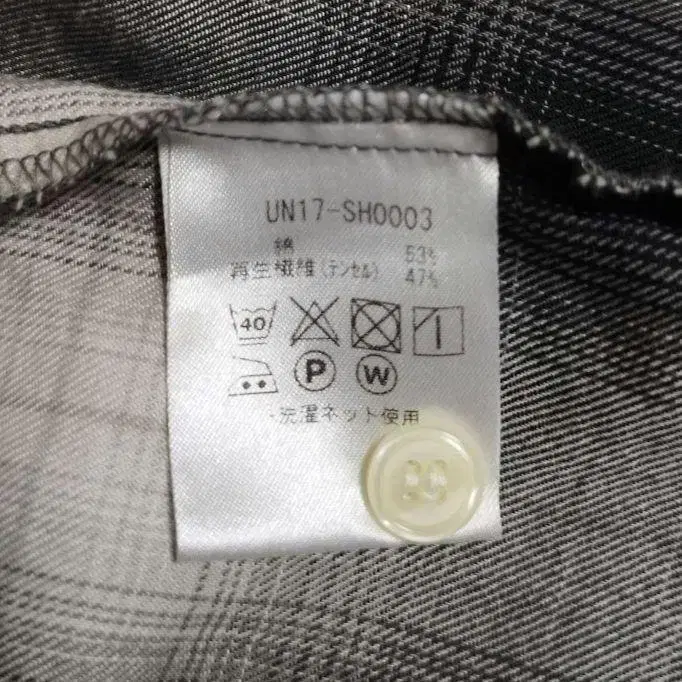 UN17-SH0003
綿 53%
再生繊維(テンセル) 47%
40
P W
・洗濯ネット使用